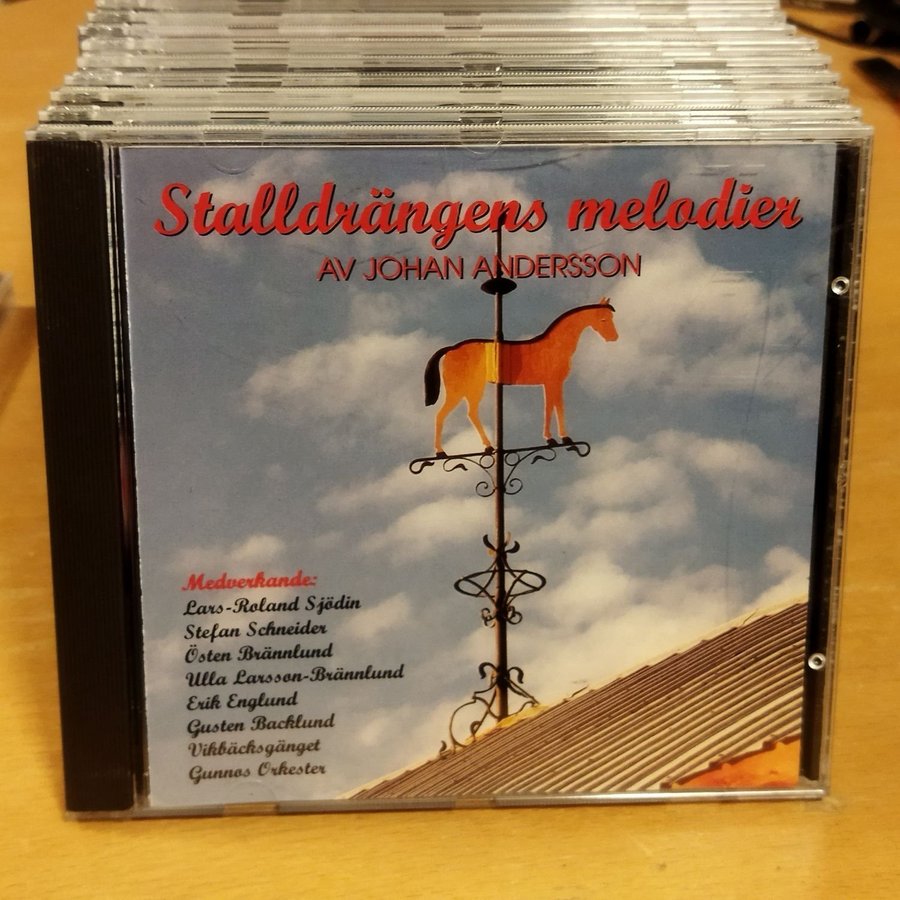 Stalldrängens melodier
AV JOHAN ANDERSSON
Medverkande:
Lars-Roland Sjödin
Stefan Schneider
Östen Brännlund
Ulla Larsson-Brännlund
Erik Englund
Gusten Backlund
Vikbäcksgänget
Gunnos Orkester